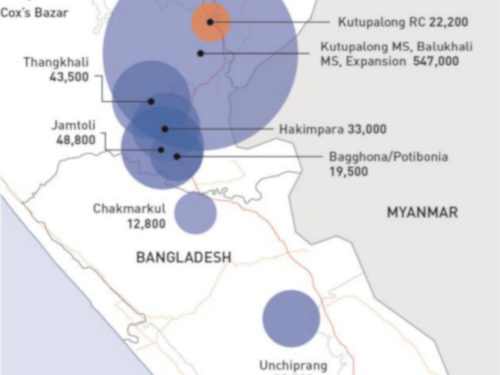 Cox's Bazar
Kutupalong RC 22,200
Kutupalong MS, Balukhali
MS, Expansion 547,000
Thangkhali
43,500
Jamtoli
48,800
Hakimpara 33,000
Bagghona/Potibonia
19,500
Chakmarkul
12,800
MYANMAR
BANGLADESH
Unchiprang